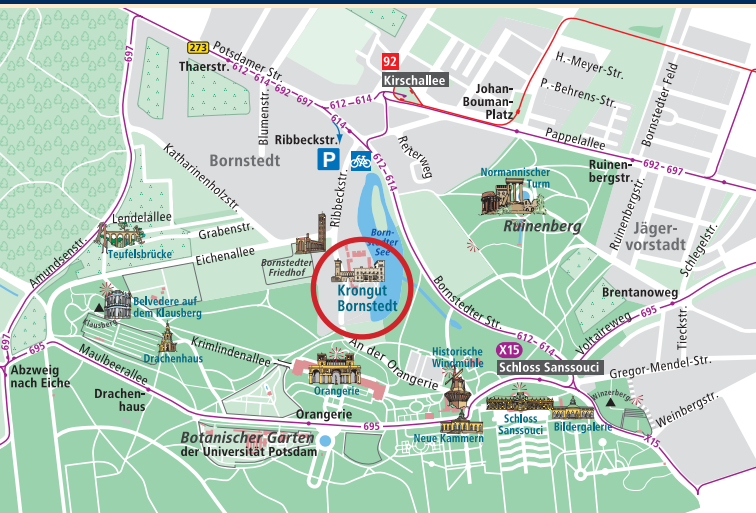 697
273
Potsdamer Str.
Thaerstr.
612–614
692
697
612–614
614
92
Kirschallee
Johan-
Bouman-
Platz
H.-Meyer-Str.
P.-Behrens-Str.
Bornstedter Feld
Pappelallee
692–697
Ruinen-
bergstr.
Ruinenbergstr.
Blumenstr.
Bornstedt
Ribbeckstr.
P
Ribbeckstr.
Reiterweg
612–614
Katharinenholzstr.
Normannischer
Turm
Ruinenberg
Jäger-
vorstadt
Schlegelstr.
Lendelallee
Grabenstr.
Eichenallee
Teufelsbrücke
Amundsenstr.
Bornstedter
Friedhof
Born-
stedter
See
Krongut
Bornstedt
Bornstedter Str.
612–614
Brentanoweg
695
Voltaireweg
Tieckstr.
Belvedere auf
dem Klausberg
Klausberg
Drachenhaus
Krimlindenallee
An der Orangerie
Historische
Windmühle
X15
Schloss Sanssouci
Gregor-Mendel-Str.
697
695
Abzweig
nach Eiche
Maulbeerallee
Drachen-
haus
Orangerie
Orangerie
695
Winzerberg
Weinbergstr.
Botanischer Garten
der Universität Potsdam
Neue Kammern
Schloss
Sanssouci
Bildergalerie
X15